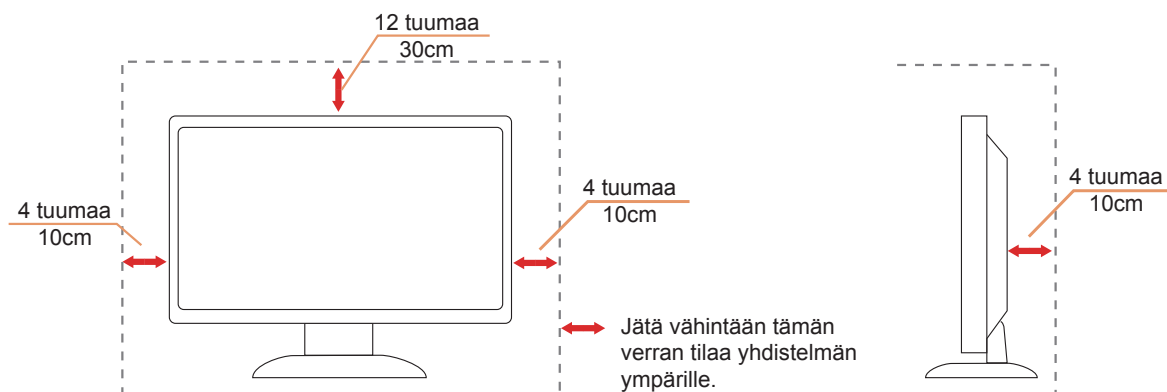 12 tuumaa
30cm
4 tuumaa
10cm
4 tuumaa
10cm
4 tuumaa
10cm
Jätä vähintään tämän
verran tilaa yhdistelmän
ympärille.